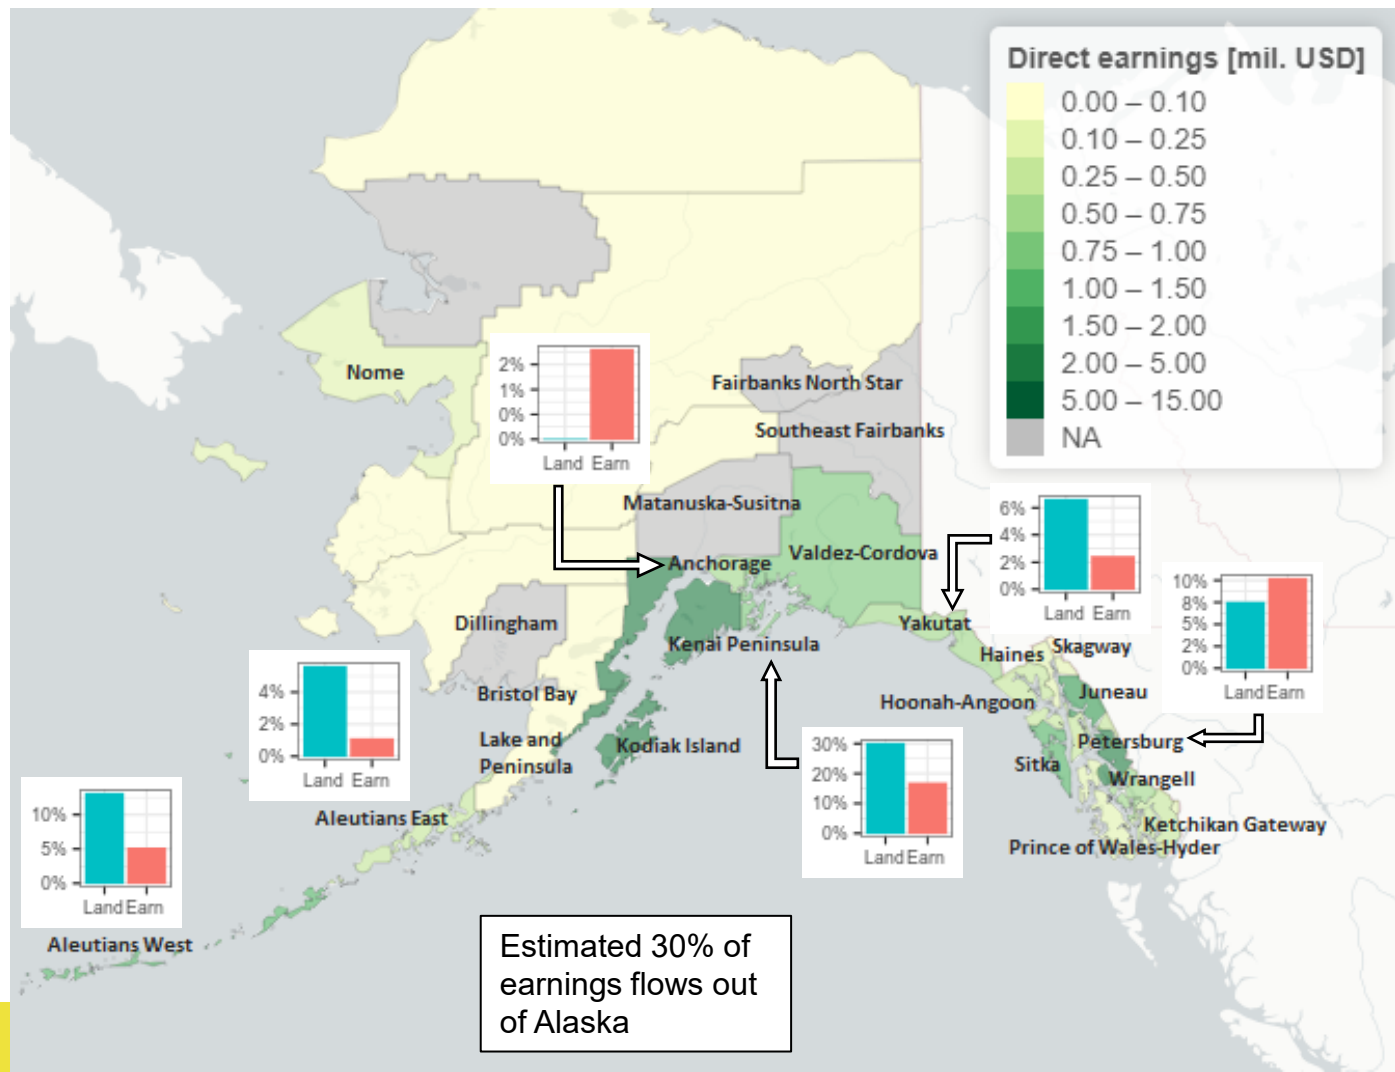 Direct earnings [mil. USD]
0.00 – 0.10
0.10 – 0.25
0.25 – 0.50
0.50 – 0.75
0.75 – 1.00
1.00 – 1.50
1.50 – 2.00
2.00 – 5.00
5.00 – 15.00
NA
Nome
2%
1%
0%
0%
Land Earn
Fairbanks North Star
Southeast Fairbanks
Matanuska-Susitna
Anchorage
Valdez-Cordova
6%
4%
2%
0%
Land Earn
10%
8%
5%
2%
0%
Land Earn
Dillingham
Kenai Peninsula
Yakutat
Haines
Skagway
Bristol Bay
Hoonah-Angoon
Juneau
4%
2%
0%
Land Earn
Lake and
Peninsula
Kodiak Island
Petersburg
Sitka
Wrangell
30%
20%
10%
0%
Land Earn
10%
5%
0%
Land Earn
Aleutians East
Ketchikan Gateway
Prince of Wales-Hyder
Aleutians West
Estimated 30% of
earnings flows out
of Alaska